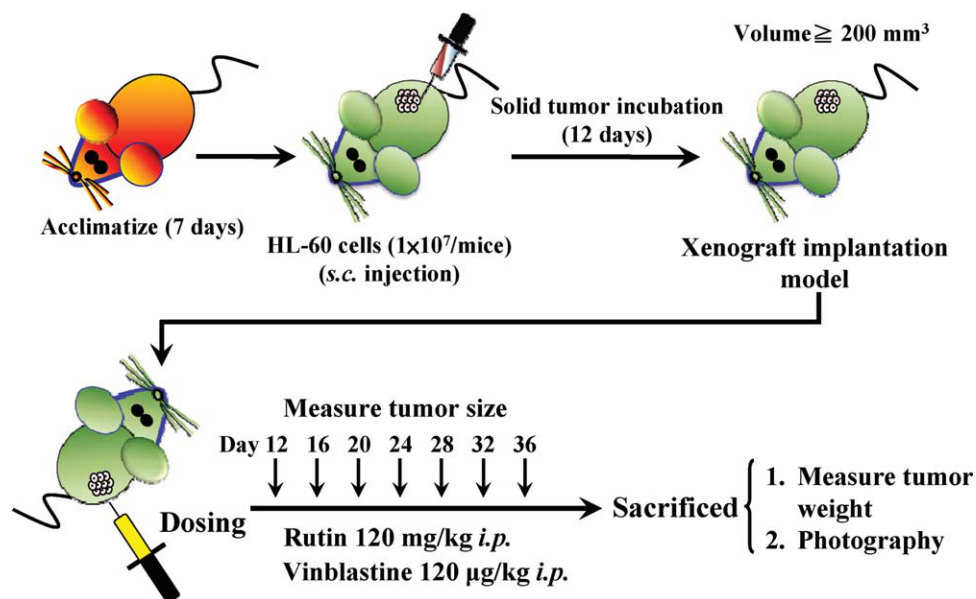 Acclimatize (7 days)
HL-60 cells (1×10⁷/mice)
(s.c. injection)
Solid tumor incubation
(12 days)
Volume≧ 200 mm³
Xenograft implantation
model
Dosing
Measure tumor size
Day 12 16 20 24 28 32 36
Rutin 120 mg/kg i.p.
Vinblastine 120 µg/kg i.p.
Sacrificed
1. Measure tumor
weight
2. Photography